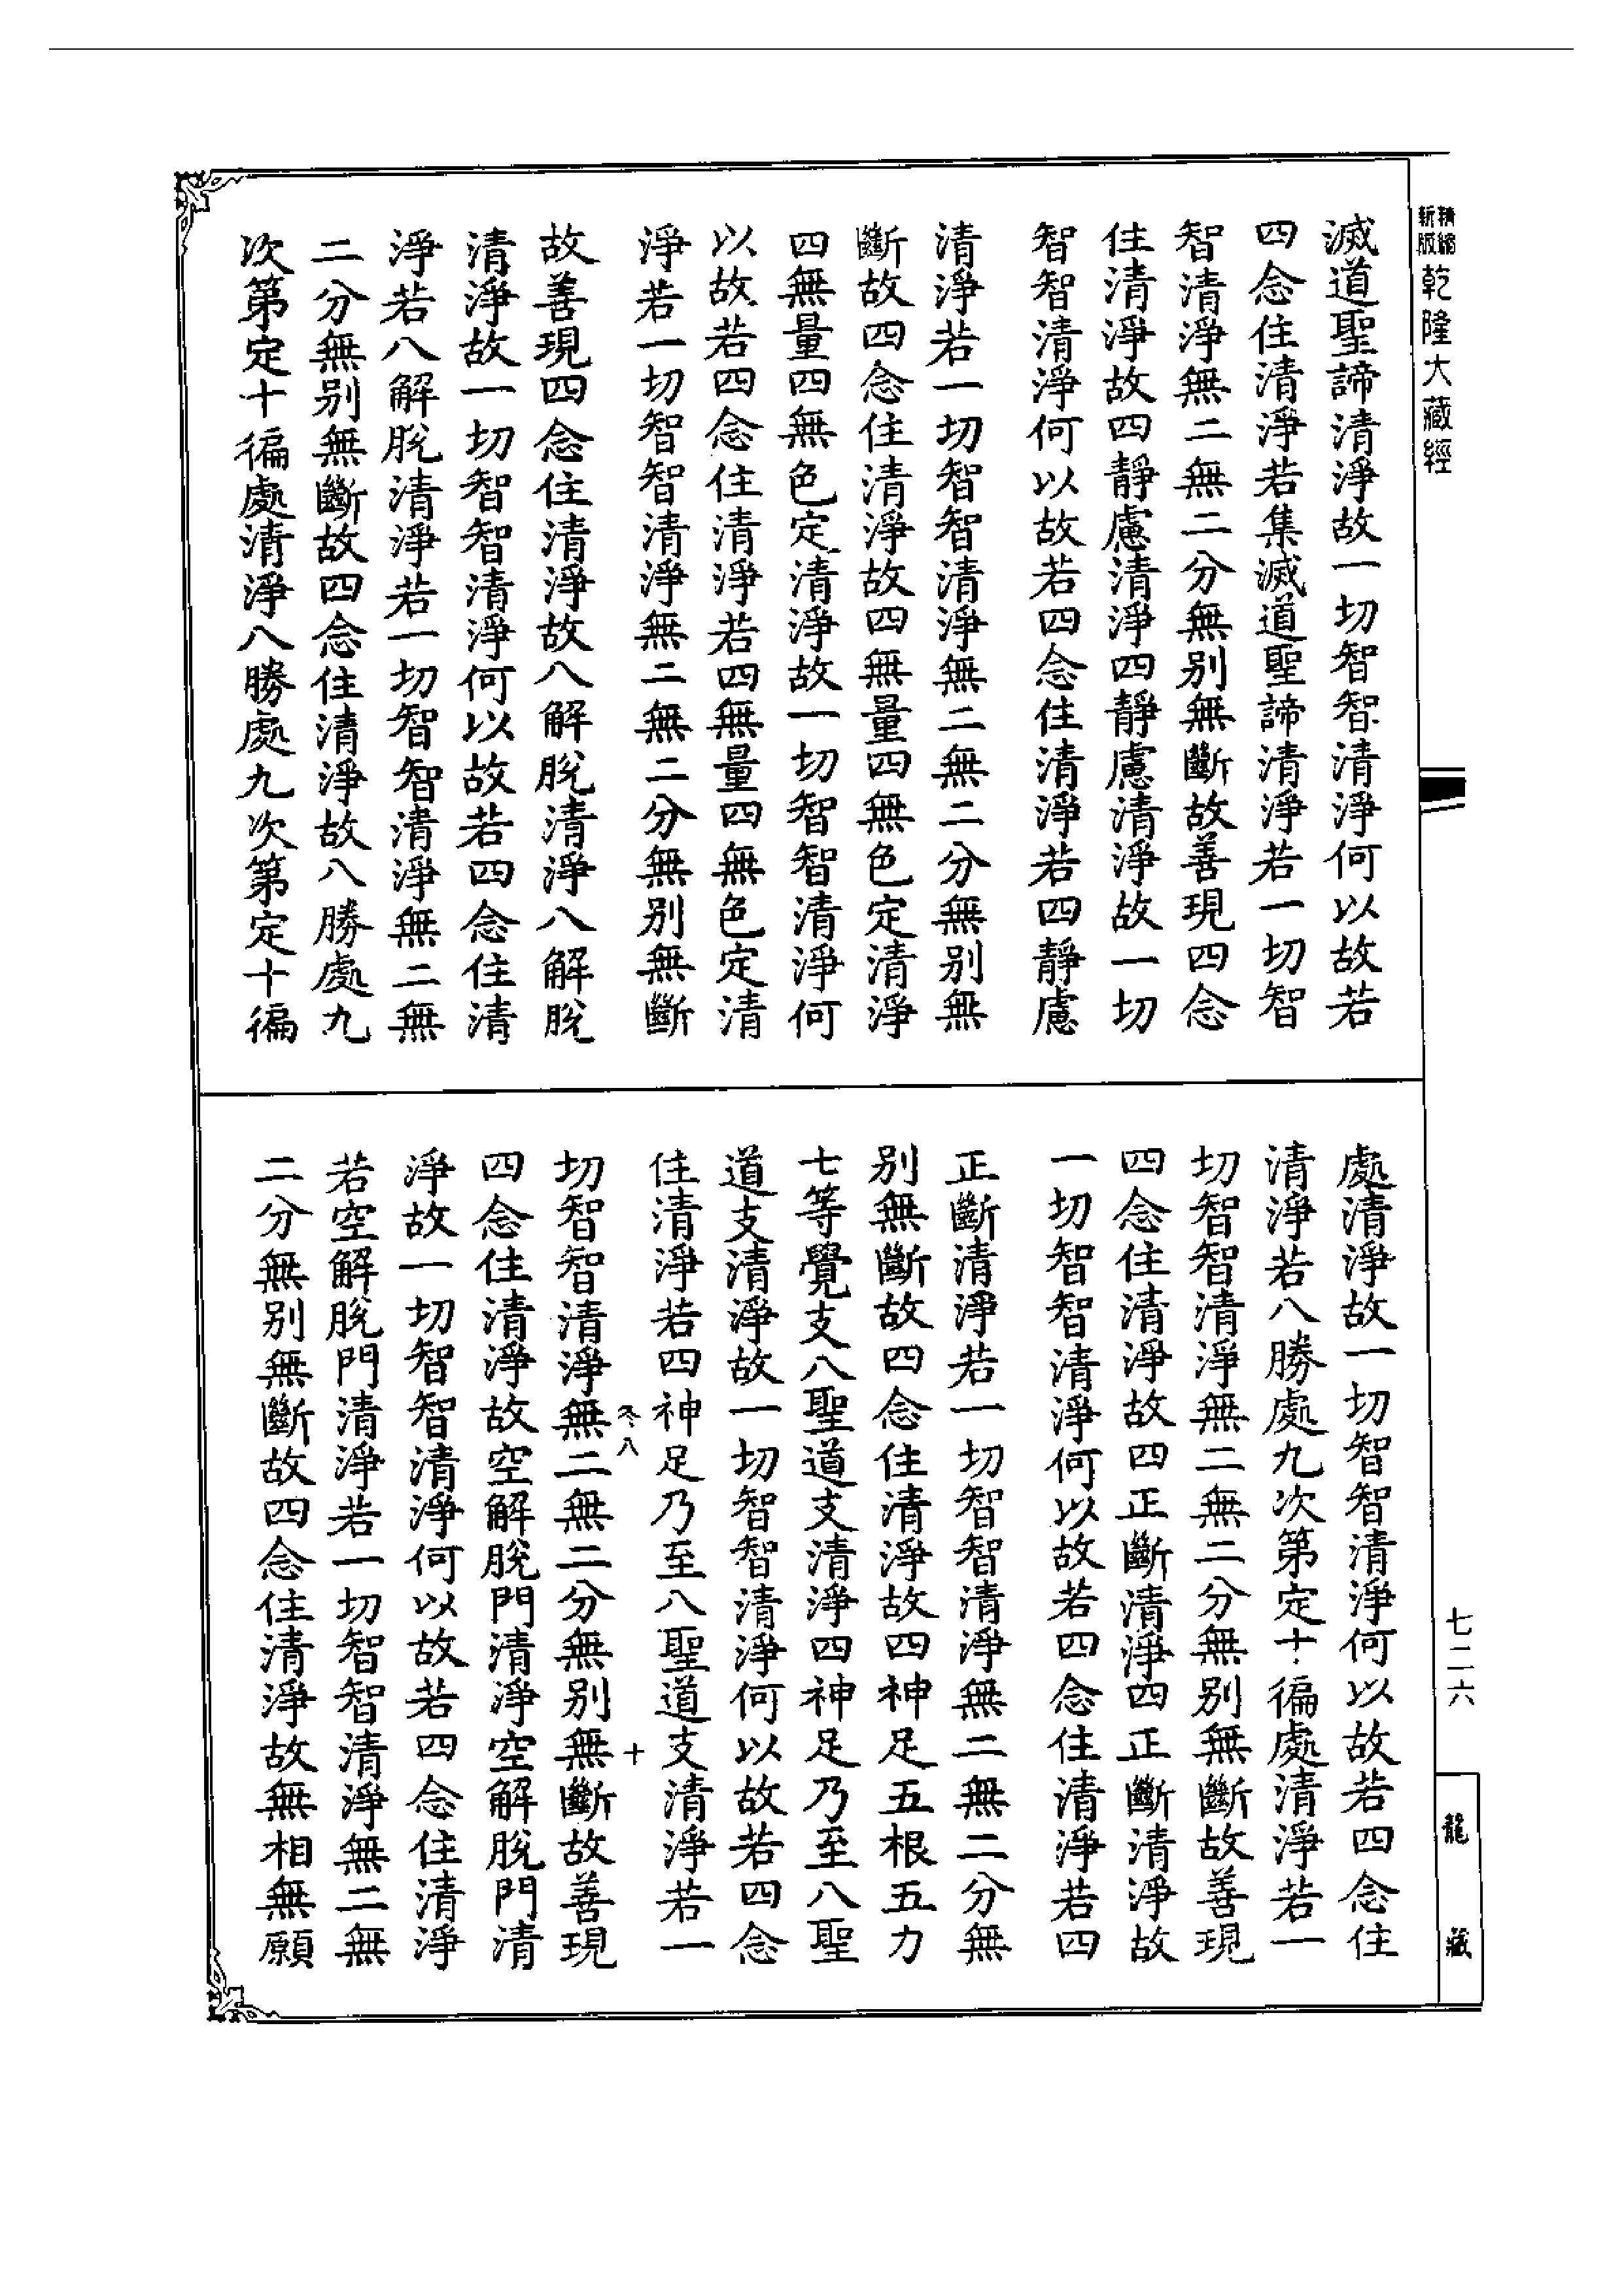 精縮新版乾隆大藏經
滅道聖諦清淨故一切智智清淨何以故若
四念住清淨若集滅道聖諦清淨若一切智
智清淨無二無二分無別無斷故善現四念
住清淨故四靜慮清淨四靜慮清淨故一切
智智清淨何以故若四念住清淨若四靜慮
清淨若一切智智清淨無二無二分無別無
斷故四念住清淨故四無量四無色定清淨
四無量四無色定清淨故一切智智清淨何
以故若四念住清淨若四無量四無色定清
淨若一切智智清淨無二無二分無別無斷
故善現四念住清淨故八解脫清淨八解脫
清淨故一切智智清淨何以故若四念住清
淨若八解脫清淨若一切智智清淨無二無
二分無別無斷故四念住清淨故八勝處九
次第定十徧處清淨八勝處九次第定十徧
處清淨故一切智智清淨何以故若四念住
清淨若八勝處九次第定十徧處清淨若一
切智智清淨無二無二分無別無斷故善現
四念住清淨故四正斷清淨四正斷清淨故
一切智智清淨何以故若四念住清淨若四
正斷清淨若一切智智清淨無二無二分無
別無斷故四念住清淨故四神足五根五力
七等覺支八聖道支清淨四神足乃至八聖
道支清淨故一切智智清淨何以故若四念
住清淨若四神足乃至八聖道支清淨若一
冬八 十
切智智清淨無二無二分無別無斷故善現
四念住清淨故空解脫門清淨空解脫門清
淨故一切智智清淨何以故若四念住清淨
若空解脫門清淨若一切智智清淨無二無
二分無別無斷故四念住清淨故無相無願
七二六
龍藏